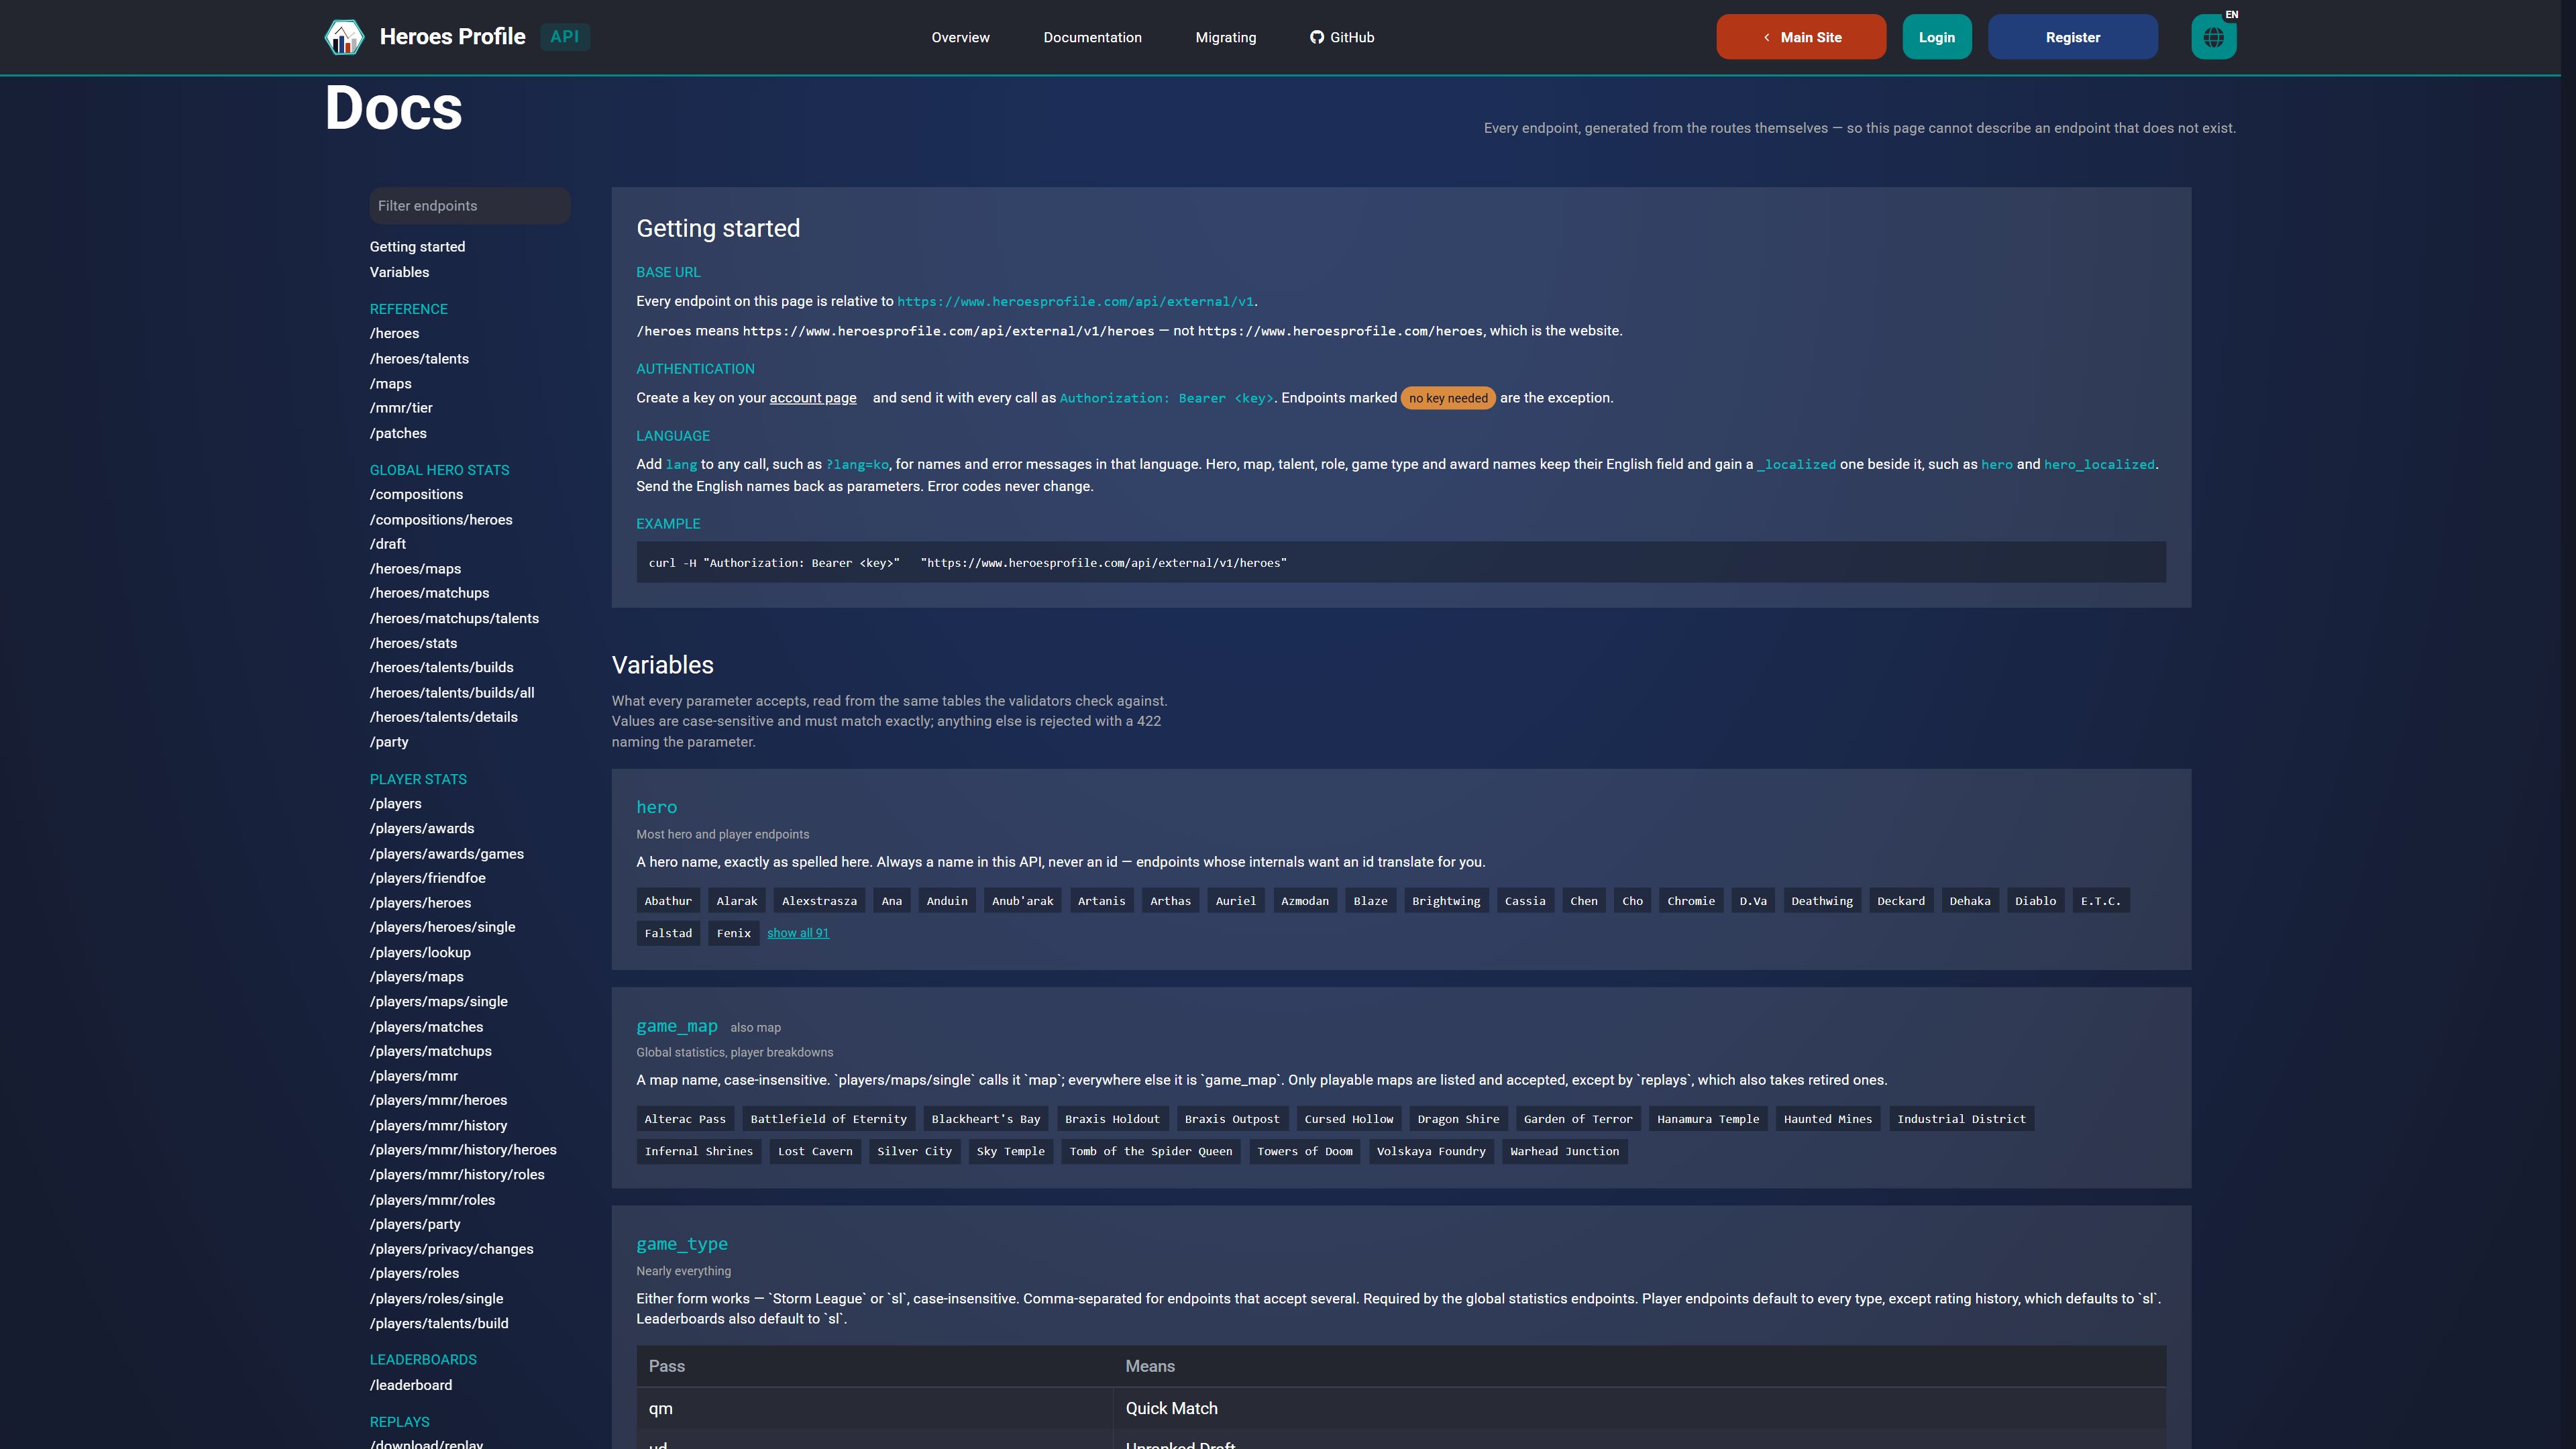 Heroes Profile API
Overview
Documentation
Migrating
GitHub
Main Site
Login
Register
EN
Docs
Every endpoint, generated from the routes themselves — so this page cannot describe an endpoint that does not exist.
Filter endpoints
Getting started
Variables
REFERENCE
/heroes
/heroes/talents
/maps
/mmr/tier
/patches
GLOBAL HERO STATS
/compositions
/compositions/heroes
/draft
/heroes/maps
/heroes/matchups
/heroes/matchups/talents
/heroes/stats
/heroes/talents/builds
/heroes/talents/builds/all
/heroes/talents/details
/party
PLAYER STATS
/players
/players/awards
/players/awards/games
/players/friendfoe
/players/heroes
/players/heroes/single
/players/lookup
/players/maps
/players/maps/single
/players/matches
/players/matchups
/players/mmr
/players/mmr/heroes
/players/mmr/history
/players/mmr/history/heroes
/players/mmr/history/roles
/players/mmr/roles
/players/party
/players/privacy/changes
/players/roles
/players/roles/single
/players/talents/build
LEADERBOARDS
/leaderboard
REPLAYS
/download/replay
Getting started
BASE URL
Every endpoint on this page is relative to https://www.heroesprofile.com/api/external/v1.
/heroes means https://www.heroesprofile.com/api/external/v1/heroes — not https://www.heroesprofile.com/heroes, which is the website.
AUTHENTICATION
Create a key on your account page and send it with every call as Authorization: Bearer <key>. Endpoints marked no key needed are the exception.
LANGUAGE
Add lang to any call, such as ?lang=ko, for names and error messages in that language. Hero, map, talent, role, game type and award names keep their English field and gain a _localized one beside it, such as hero and hero_localized.
Send the English names back as parameters. Error codes never change.
EXAMPLE
curl -H "Authorization: Bearer <key>"   "https://www.heroesprofile.com/api/external/v1/heroes"
Variables
What every parameter accepts, read from the same tables the validators check against.
Values are case-sensitive and must match exactly; anything else is rejected with a 422
naming the parameter.
hero
Most hero and player endpoints
A hero name, exactly as spelled here. Always a name in this API, never an id — endpoints whose internals want an id translate for you.
Abathur Alarak Alexstrasza Ana Anduin Anub'arak Artanis Arthas Auriel Azmodan Blaze Brightwing Cassia Chen Cho Chromie D.Va Deathwing Deckard Dehaka Diablo E.T.C.
Falstad Fenix show all 91
game_map also map
Global statistics, player breakdowns
A map name, case-insensitive. `players/maps/single` calls it `map`; everywhere else it is `game_map`. Only playable maps are listed and accepted, except by `replays`, which also takes retired ones.
Alterac Pass Battlefield of Eternity Blackheart's Bay Braxis Holdout Braxis Outpost Cursed Hollow Dragon Shire Garden of Terror Hanamura Temple Haunted Mines Industrial District
Infernal Shrines Lost Cavern Silver City Sky Temple Tomb of the Spider Queen Towers of Doom Volskaya Foundry Warhead Junction
game_type
Nearly everything
Either form works — `Storm League` or `sl`, case-insensitive. Comma-separated for endpoints that accept several. Required by the global statistics endpoints. Player endpoints default to every type, except rating history, which defaults to `sl`.
Leaderboards also default to `sl`.
Pass Means
qm Quick Match
ud Unranked Draft